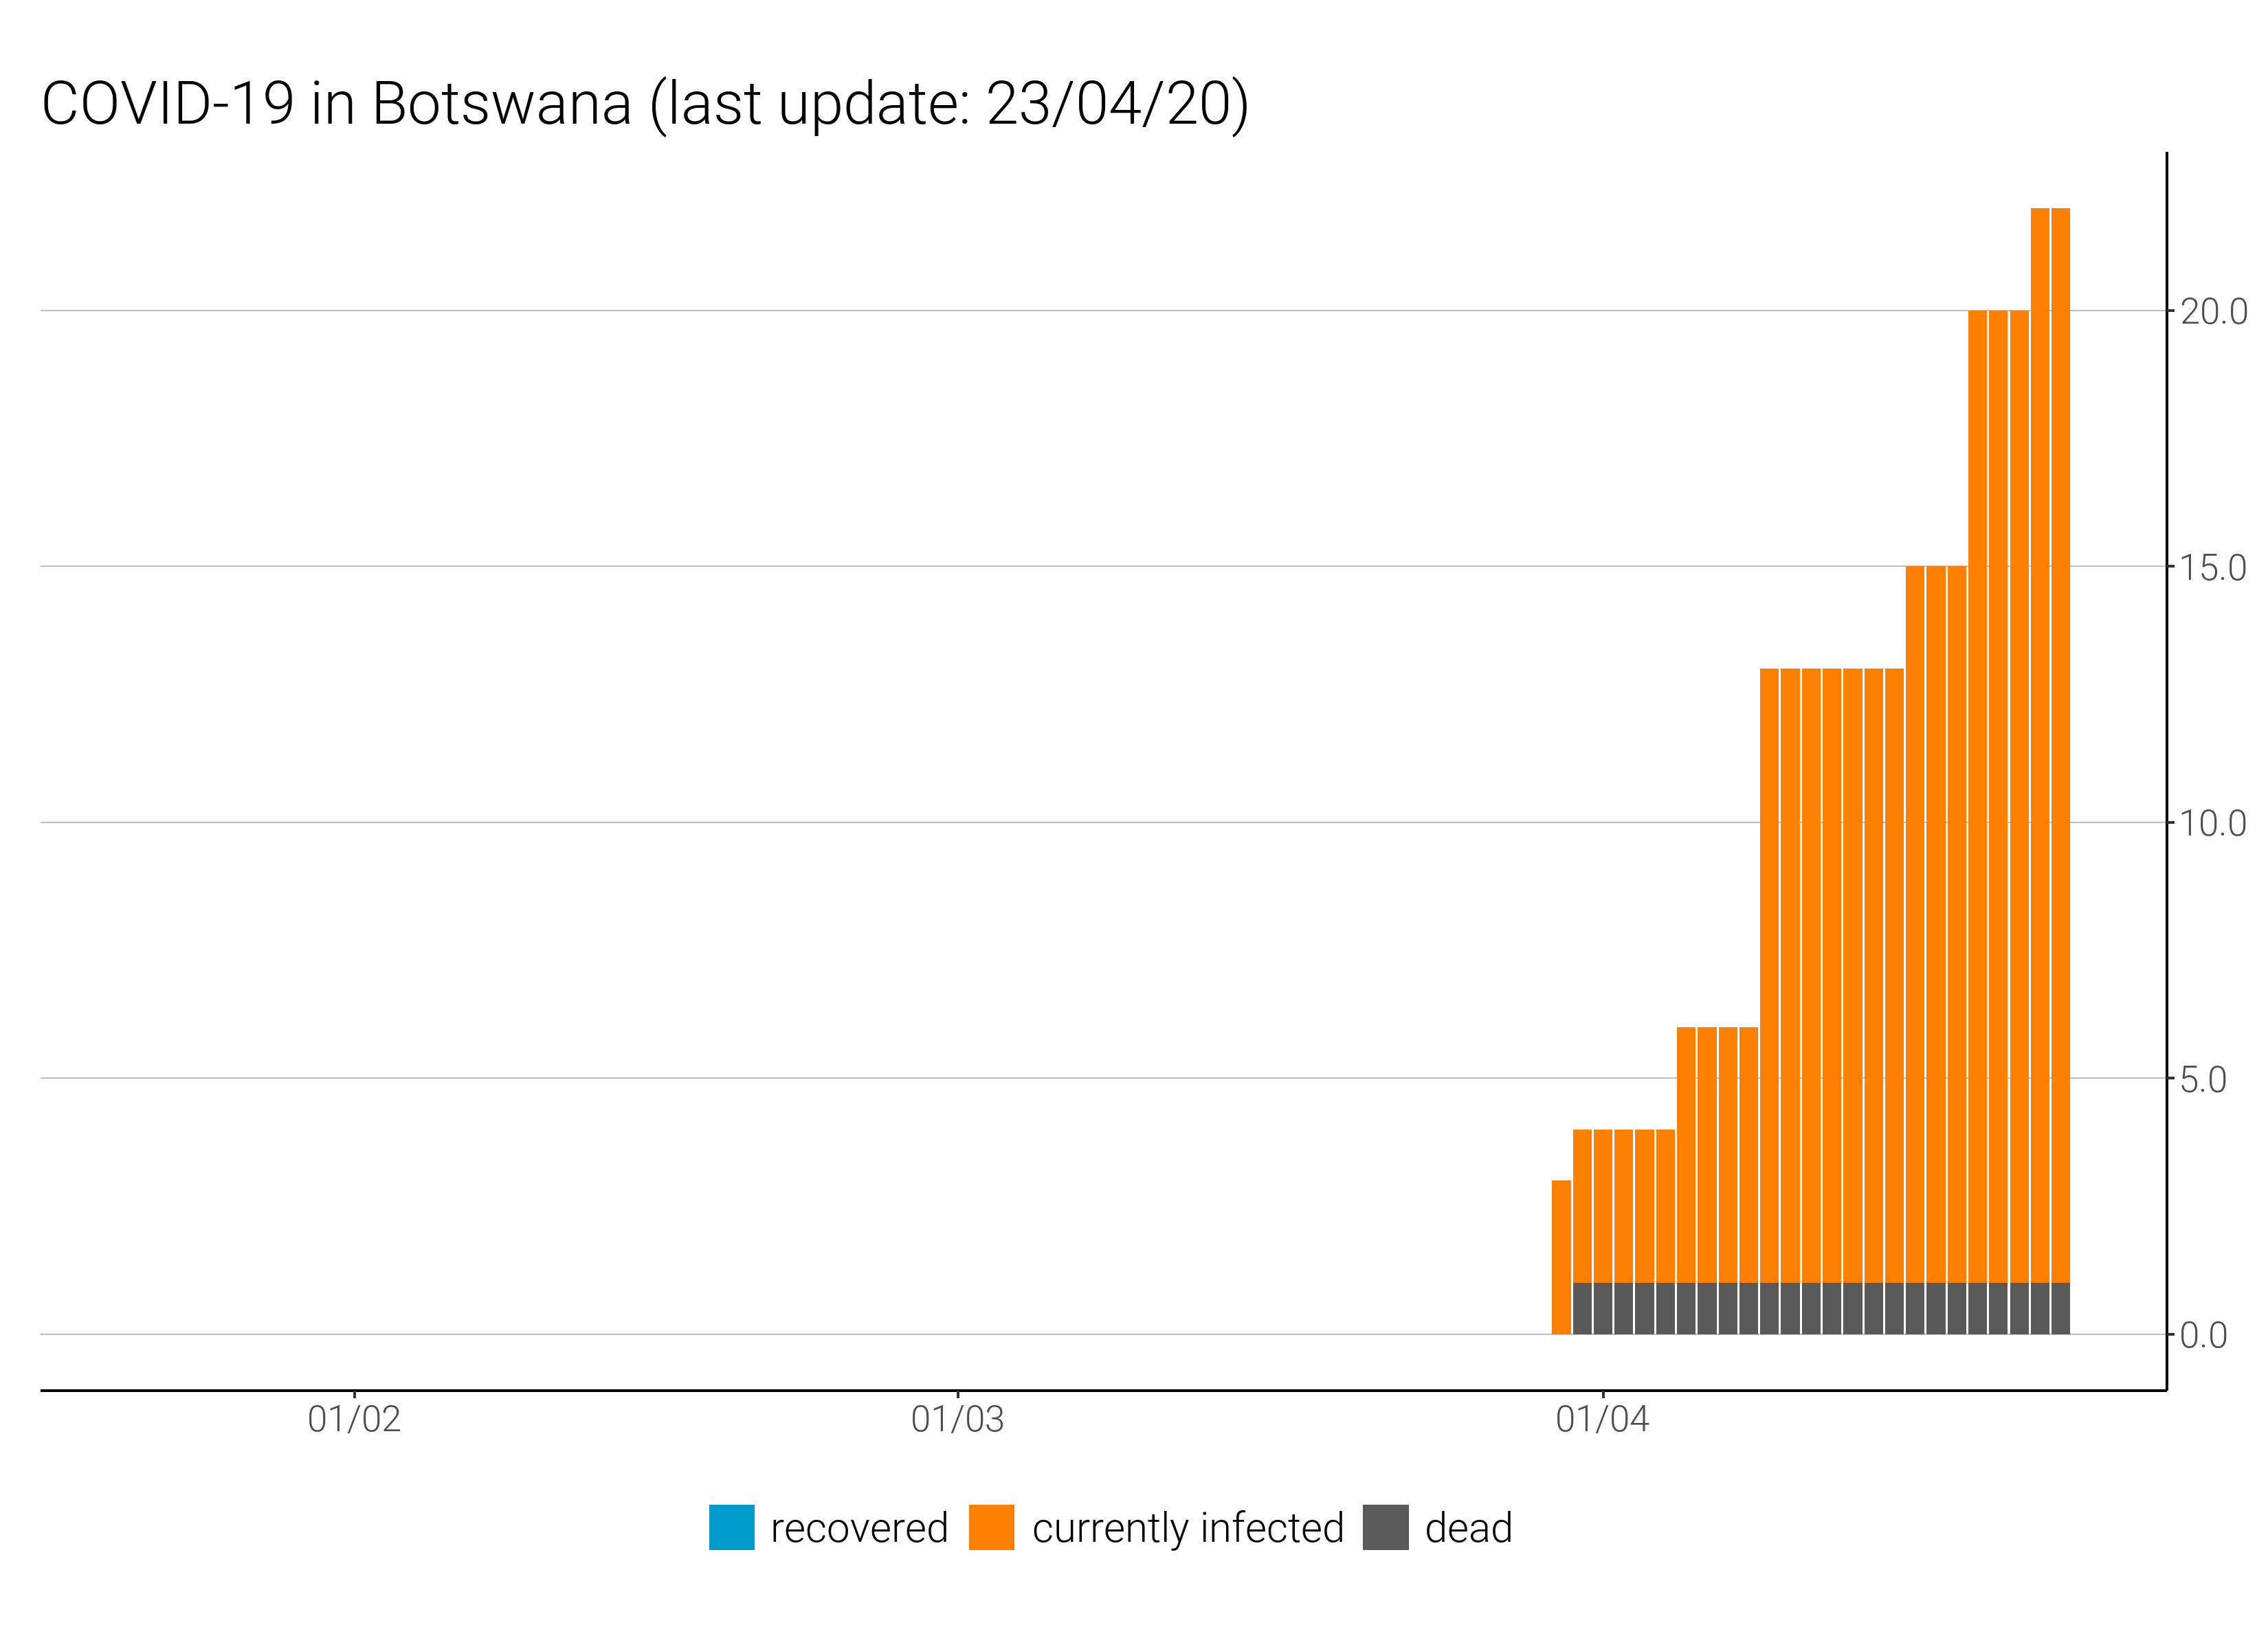 COVID-19 in Botswana (last update: 23/04/20)
20.0
15.0
10.0
5.0
0.0
01/02 01/03 01/04
recovered currently infected dead